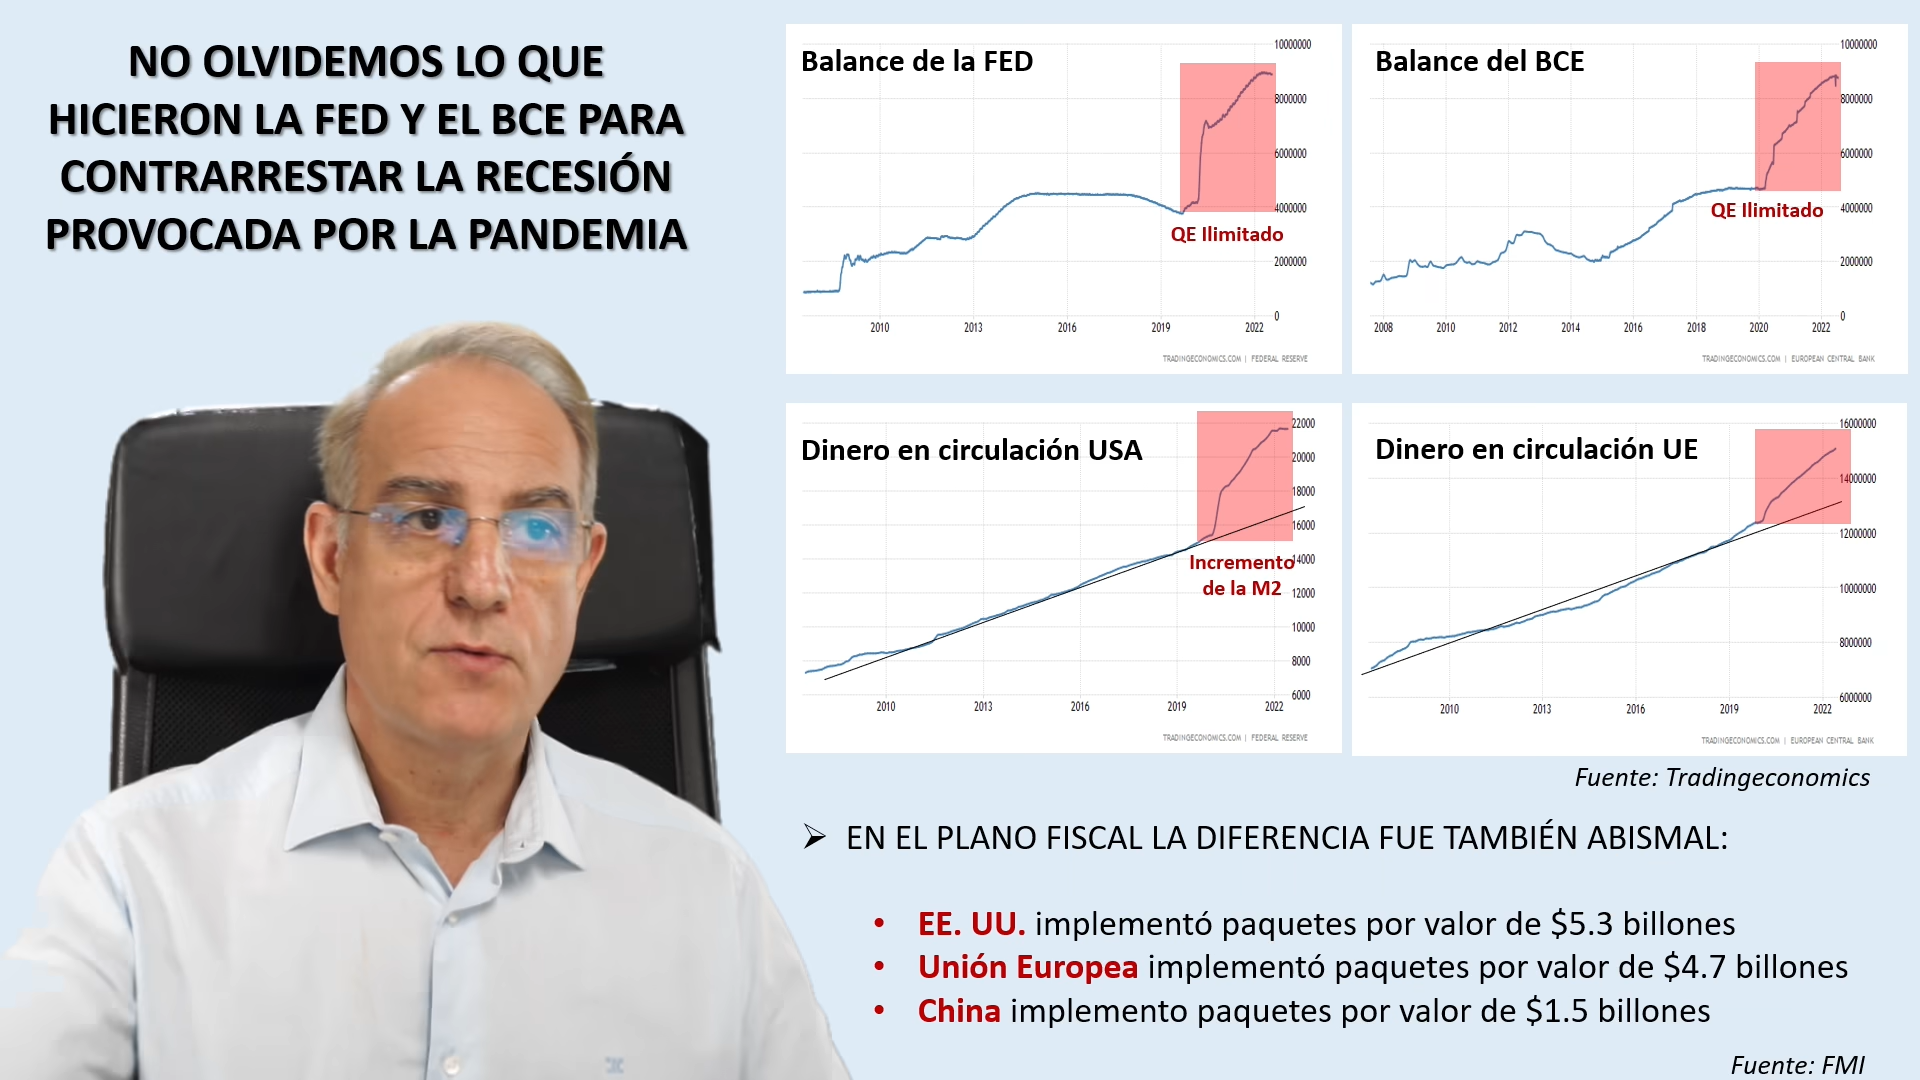 NO OLVIDEMOS LO QUE
HICIERON LA FED Y EL BCE PARA
CONTRARRESTAR LA RECESIÓN
PROVOCADA POR LA PANDEMIA
Balance de la FED
10000000
8000000
6000000
4000000
QE Ilimitado
2000000
0
2010 2013 2016 2019 2022
TRADINGECONOMICS.COM | FEDERAL RESERVE
Balance del BCE
10000000
8000000
6000000
4000000
QE Ilimitado
2000000
0
2008 2010 2012 2014 2016 2018 2020 2022
TRADINGECONOMICS.COM | EUROPEAN CENTRAL BANK
Dinero en circulación USA
22000
20000
18000
16000
14000
Incremento
de la M2
12000
10000
8000
6000
2010 2013 2016 2019 2022
TRADINGECONOMICS.COM | FEDERAL RESERVE
Dinero en circulación UE
16000000
14000000
12000000
10000000
8000000
6000000
2010 2013 2016 2019 2022
TRADINGECONOMICS.COM | EUROPEAN CENTRAL BANK
Fuente: Tradingeconomics
➢ EN EL PLANO FISCAL LA DIFERENCIA FUE TAMBIÉN ABISMAL:
• EE. UU. implementó paquetes por valor de $5.3 billones
• Unión Europea implementó paquetes por valor de $4.7 billones
• China implemento paquetes por valor de $1.5 billones
Fuente: FMI